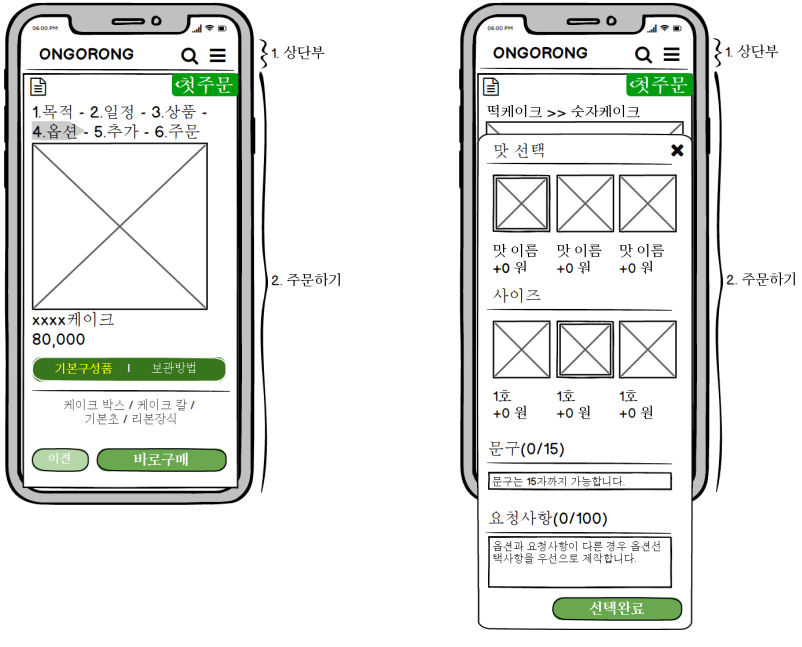 06:00 PM
ONGORONG
1. 상단부
<첫주문
1.목적 - 2.일정 - 3.상품 -
4.옵션 - 5.추가 - 6.주문
2. 주문하기
xxxx케이크
80,000
기본구성품 | 보관방법
케이크 박스 / 케이크 칼 /
기본초 / 리본장식
이전
바로구매
06:00 PM
ONGORONG
1. 상단부
<첫주문
떡케이크 >> 숫자케이크
맛 선택
맛 이름 맛 이름 맛 이름
+0 원 +0 원 +0 원
2. 주문하기
사이즈
1호 1호 1호
+0 원 +0 원 +0 원
문구(0/15)
문구는 15자까지 가능합니다.
요청사항(0/100)
옵션과 요청사항이 다른 경우 옵션선
택사항을 우선으로 제작합니다.
선택완료